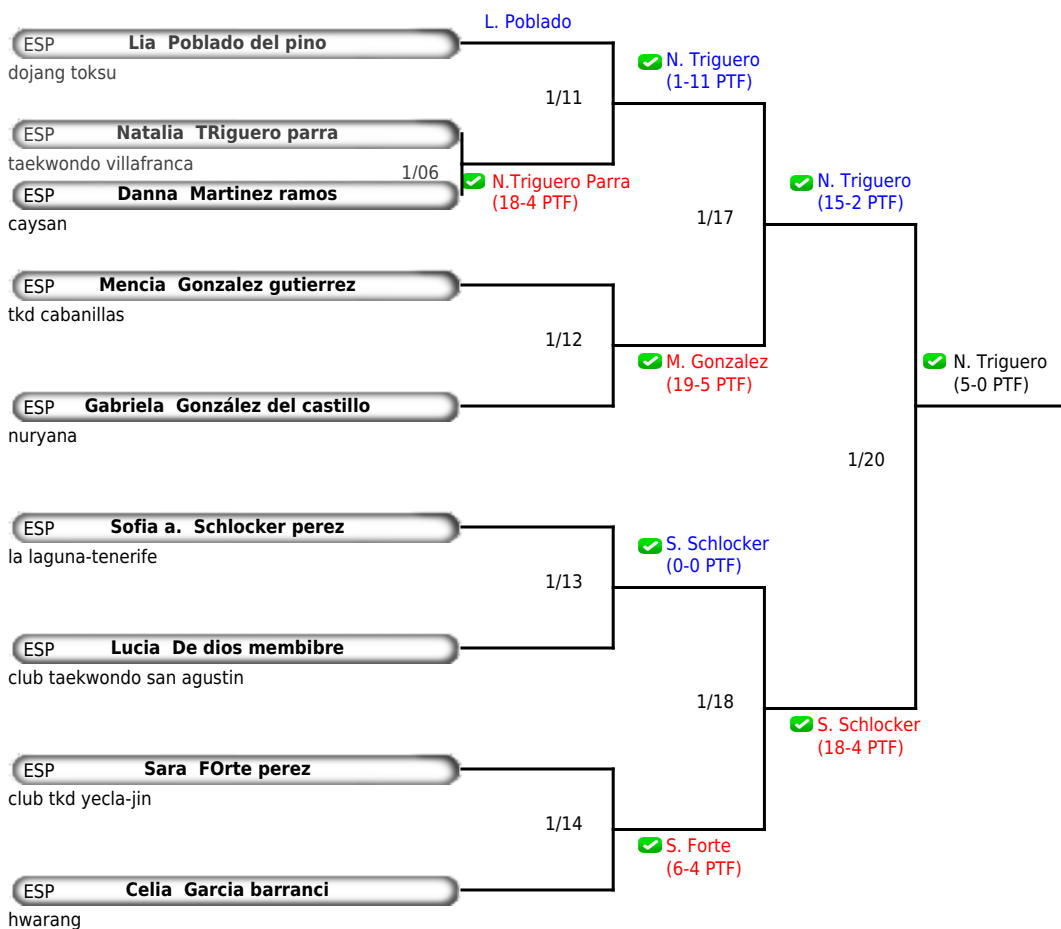 L. Poblado
ESP Lia Poblado del pino
dojang toksu
N. Triguero
(1-11 PTF)
1/11
ESP Natalia TRiguero parra
taekwondo villafranca
1/06
N.Triguero Parra
(18-4 PTF)
ESP Danna Martinez ramos
caysan
N. Triguero
(15-2 PTF)
1/17
ESP Mencia Gonzalez gutierrez
tkd cabanillas
1/12
M. Gonzalez
(19-5 PTF)
N. Triguero
(5-0 PTF)
ESP Gabriela González del castillo
nuryana
1/20
ESP Sofia a. Schlocker perez
la laguna-tenerife
S. Schlocker
(0-0 PTF)
1/13
ESP Lucia De dios membibre
club taekwondo san agustin
1/18
S. Schlocker
(18-4 PTF)
ESP Sara FOrte perez
club tkd yecla-jin
1/14
S. Forte
(6-4 PTF)
ESP Celia Garcia barranci
hwarang